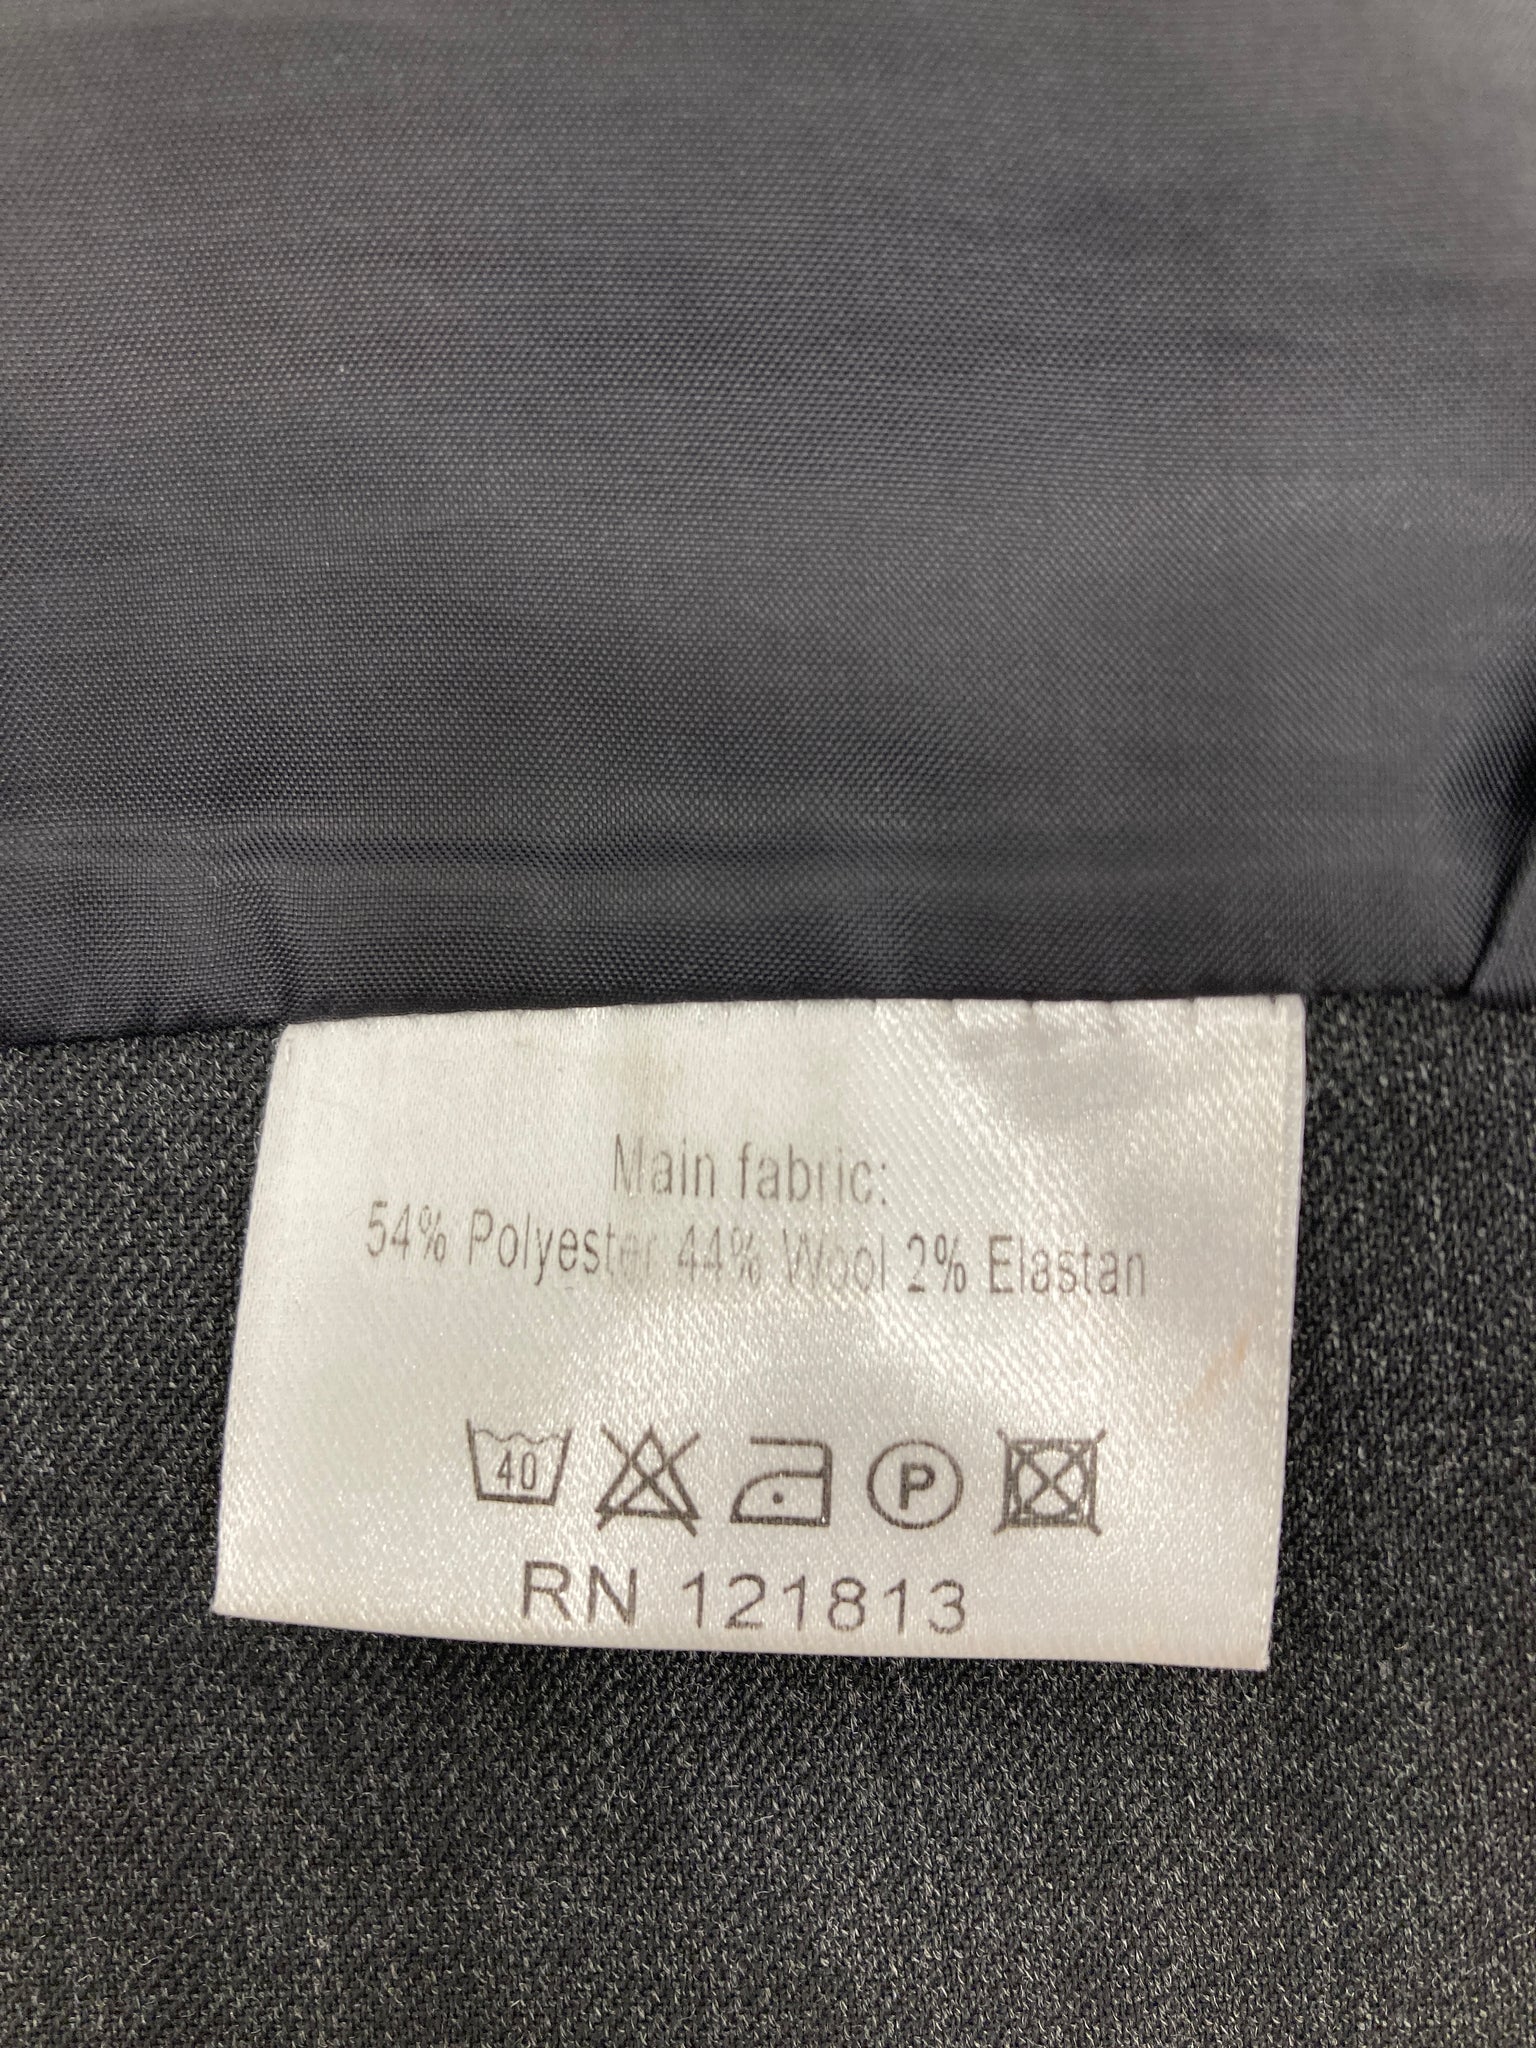 Main fabric:
54% Polyester 44% Wool 2% Elastan
40 P
RN 121813